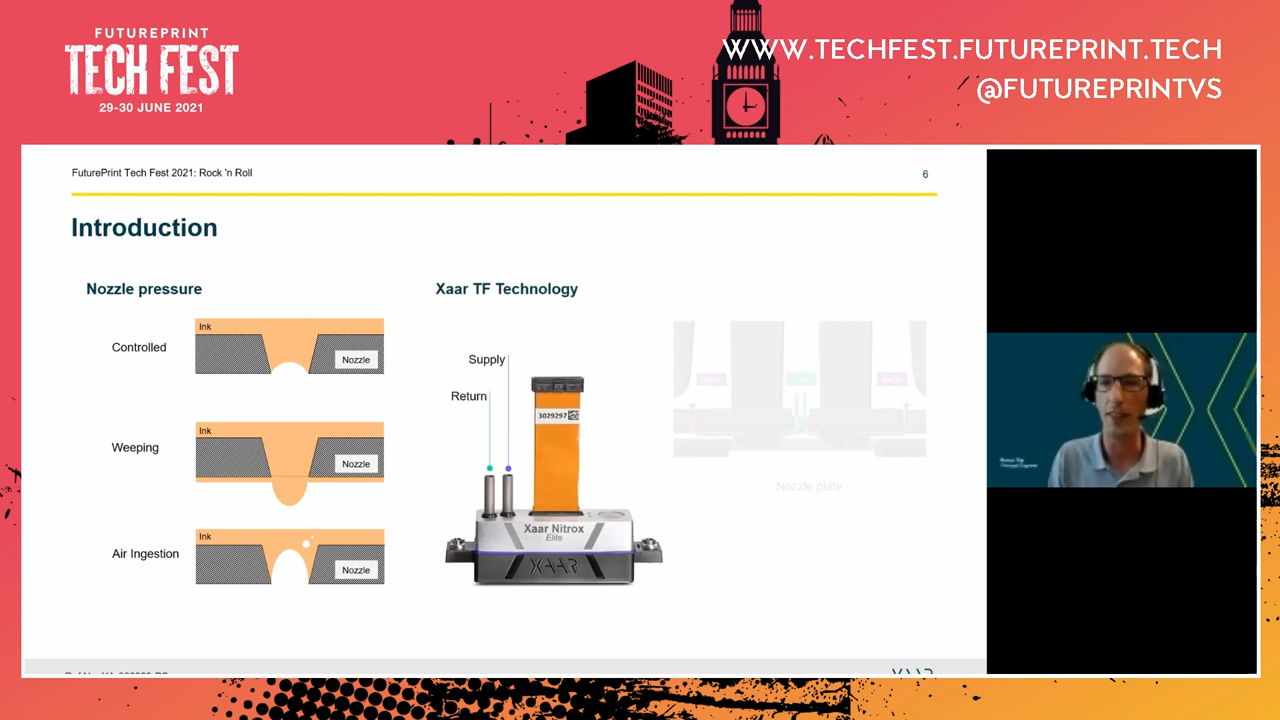 FUTUREPRINT
TECH FEST
29-30 JUNE 2021
WWW.TECHFEST.FUTUREPRINT.TECH
@FUTUREPRINTVS
FuturePrint Tech Fest 2021: Rock 'n Roll
6
Introduction
Nozzle pressure
Controlled
Ink
Nozzle
Weeping
Ink
Nozzle
Air Ingestion
Ink
Nozzle
Xaar TF Technology
Supply
Return
3029297
Xaar Nitrox
Elite
XAAR
Nozzle plate
XAAR